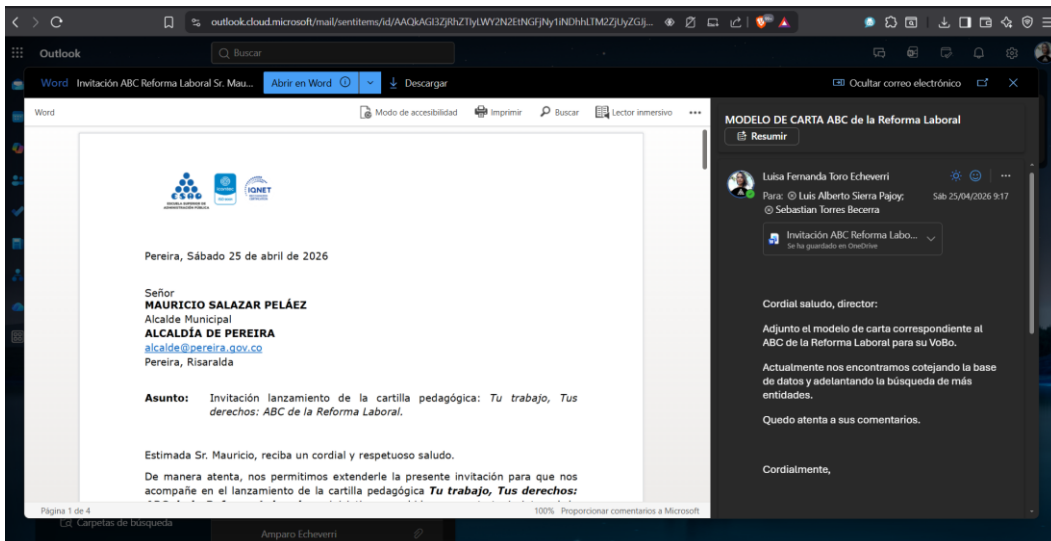 outlook.cloud.microsoft/mail/sentitems/id/AAQkAGI3ZjRhZTIyLWY2N2EtNGFjNy1iNDhhLTM2ZjUyZGJj...
Outlook
Buscar
Word Invitación ABC Reforma Laboral Sr. Mau... Abrir en Word Descargar
Ocultar correo electrónico
Word
Modo de accesibilidad Imprimir Buscar Lector inmersivo
ESAP
ESCUELA SUPERIOR DE
ADMINISTRACIÓN PÚBLICA
icontec
IQNET
Pereira, Sábado 25 de abril de 2026
Señor
MAURICIO SALAZAR PELÁEZ
Alcalde Municipal
ALCALDÍA DE PEREIRA
alcalde@pereira.gov.co
Pereira, Risaralda
Asunto: Invitación lanzamiento de la cartilla pedagógica: Tu trabajo, Tus
derechos: ABC de la Reforma Laboral.
Estimada Sr. Mauricio, reciba un cordial y respetuoso saludo.
De manera atenta, nos permitimos extenderle la presente invitación para que nos
acompañe en el lanzamiento de la cartilla pedagógica Tu trabajo, Tus derechos:
Página 1 de 4
100% Proporcionar comentarios a Microsoft
MODELO DE CARTA ABC de la Reforma Laboral
Resumir
Luisa Fernanda Toro Echeverri
Para: Luis Alberto Sierra Pajoy;
Sebastian Torres Becerra
Sáb 25/04/2026 9:17
Invitación ABC Reforma Labo...
Se ha guardado en OneDrive
Cordial saludo, director:
Adjunto el modelo de carta correspondiente al
ABC de la Reforma Laboral para su VoBo.
Actualmente nos encontramos cotejando la base
de datos y adelantando la búsqueda de más
entidades.
Quedo atenta a sus comentarios.
Cordialmente,
Carpetas de búsqueda
Amparo Echeverri